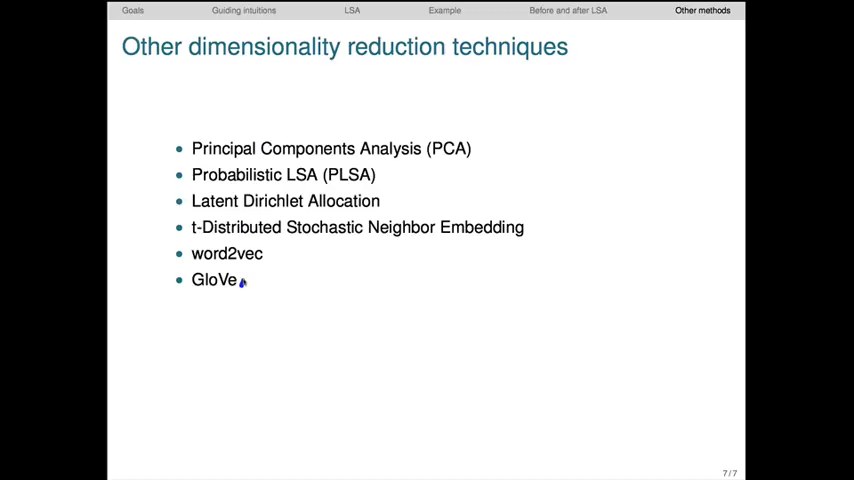 Goals Guiding intuitions LSA Example Before and after LSA Other methods
Other dimensionality reduction techniques
• Principal Components Analysis (PCA)
• Probabilistic LSA (PLSA)
• Latent Dirichlet Allocation
• t-Distributed Stochastic Neighbor Embedding
• word2vec
• GloVe
7 / 7